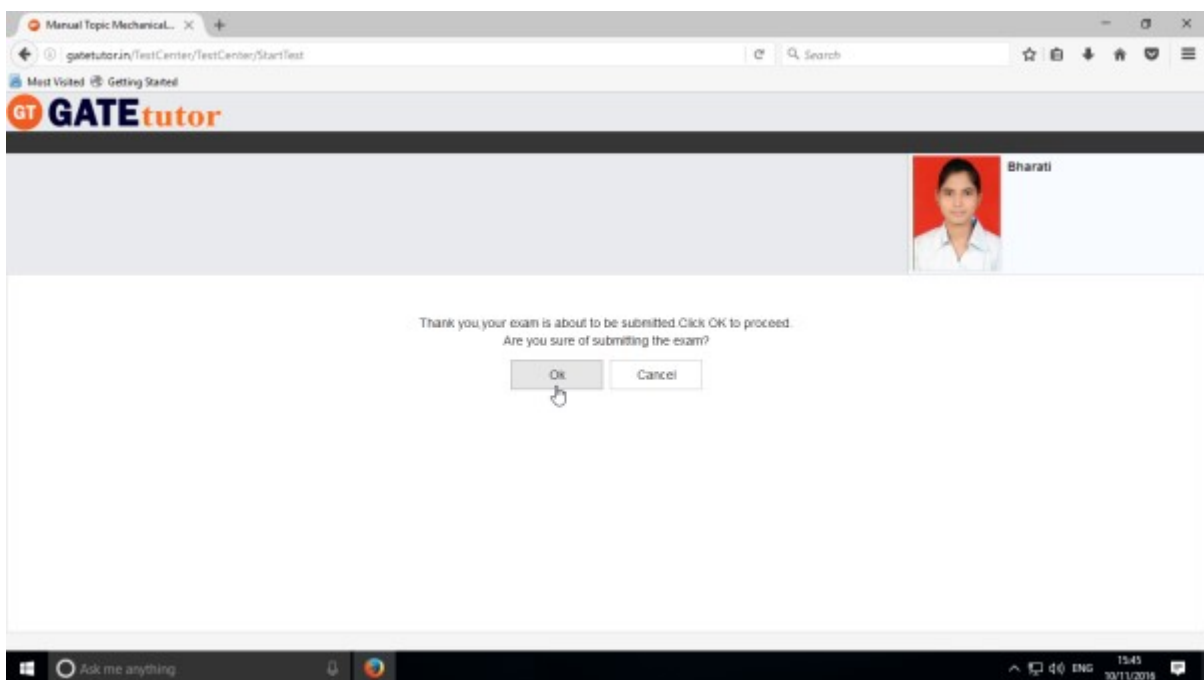 Manual Topic Mechanical...
gatetutor.in/TestCenter/TestCenter/StartTest
Search
Most Visited Getting Started
GT GATEtutor
Bharati
Thank you,your exam is about to be submitted.Click OK to proceed.
Are you sure of submitting the exam?
Ok Cancel
Ask me anything
ENG 15:45
10/11/2016